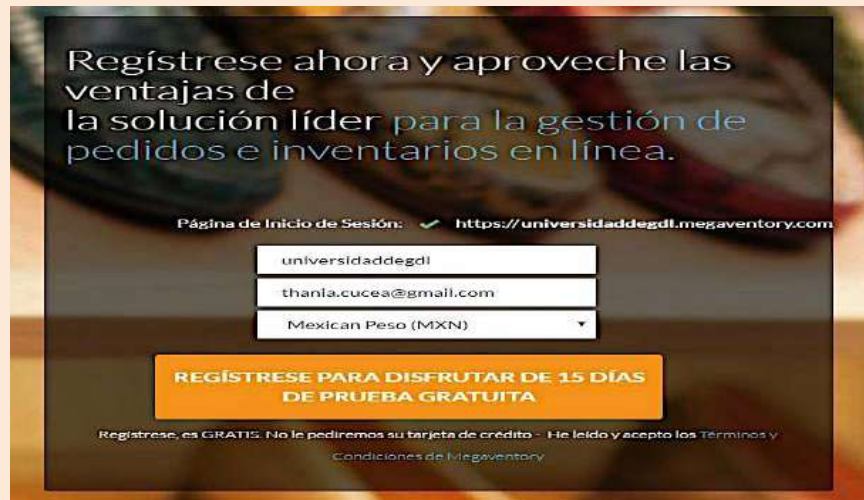 Regístrese ahora y aproveche las
ventajas de
la solución líder para la gestión de
pedidos e inventarios en línea.
Página de Inicio de Sesión: ✓ https://universidaddegdl.megaventory.com
universidaddegdl
thania.cucea@gmail.com
Mexican Peso (MXN)
REGÍSTRESE PARA DISFRUTAR DE 15 DÍAS
DE PRUEBA GRATUITA
Regístrese, es GRATIS. No le pediremos su tarjeta de crédito - He leído y acepto los Términos y
Condiciones de Megaventory